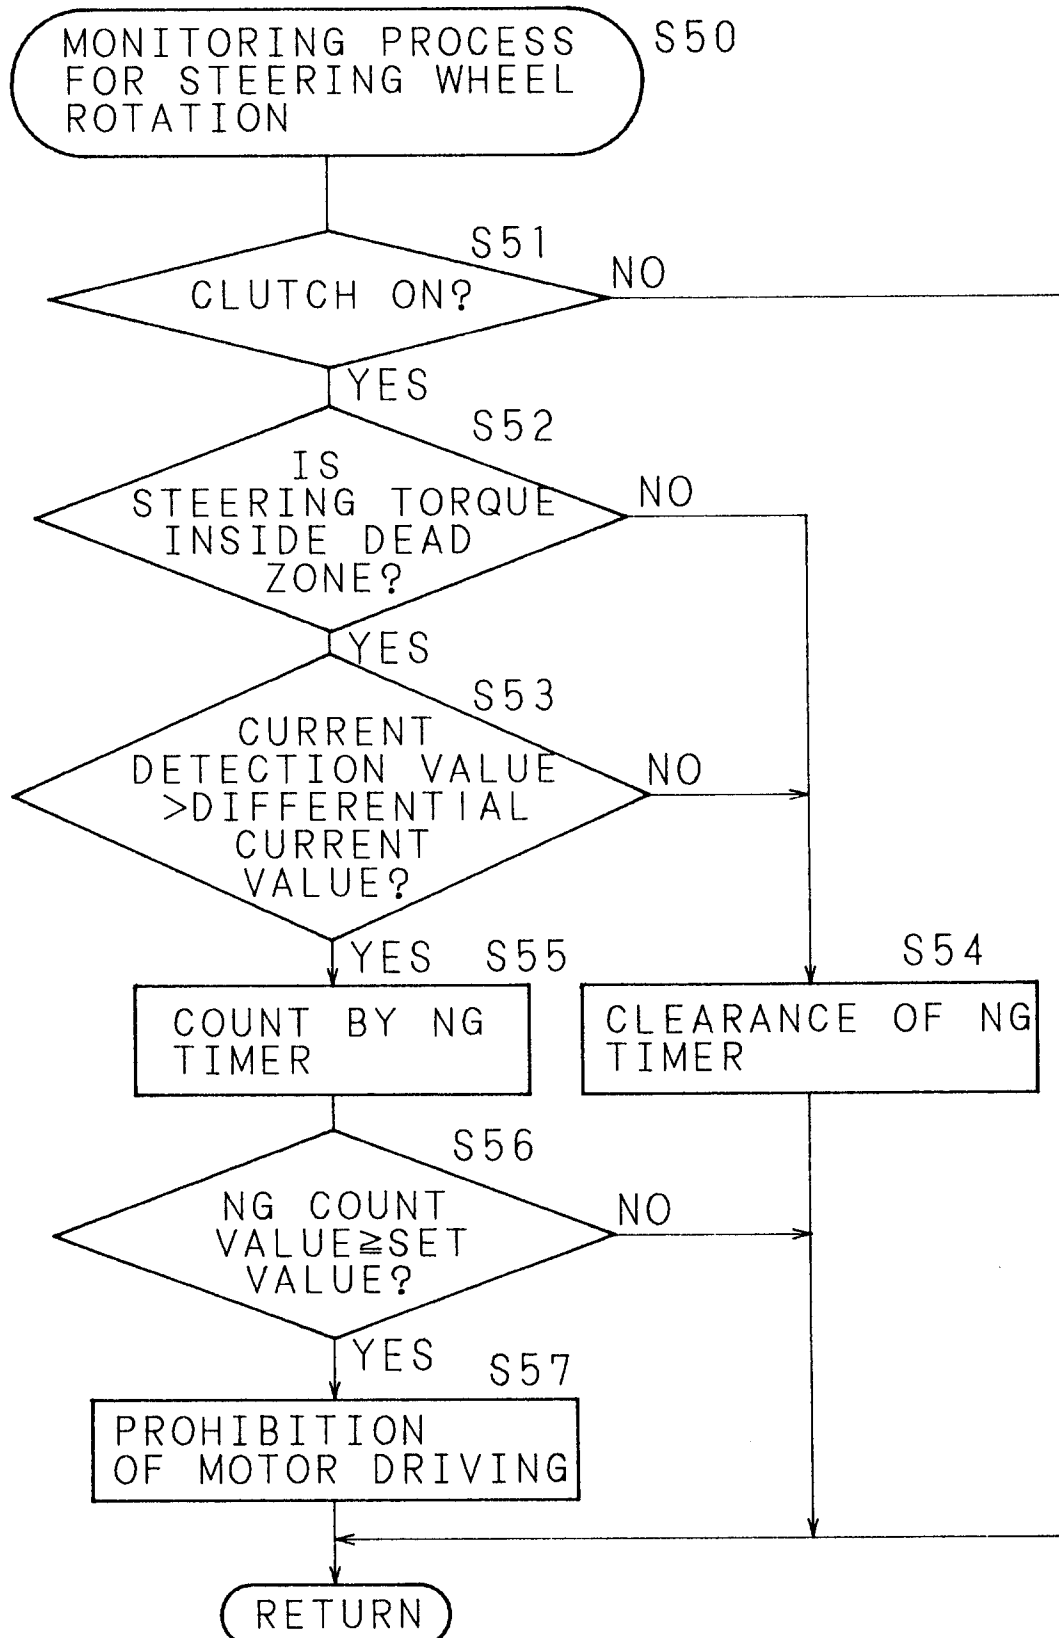 MONITORING PROCESS
FOR STEERING WHEEL
ROTATION
S50
S51
CLUTCH ON?
NO
YES
S52
IS
STEERING TORQUE
INSIDE DEAD
ZONE?
NO
YES
S53
CURRENT
DETECTION VALUE
>DIFFERENTIAL
CURRENT
VALUE?
NO
YES
S55
COUNT BY NG
TIMER
S54
CLEARANCE OF NG
TIMER
S56
NG COUNT
VALUE≧SET
VALUE?
NO
YES
S57
PROHIBITION
OF MOTOR DRIVING
RETURN